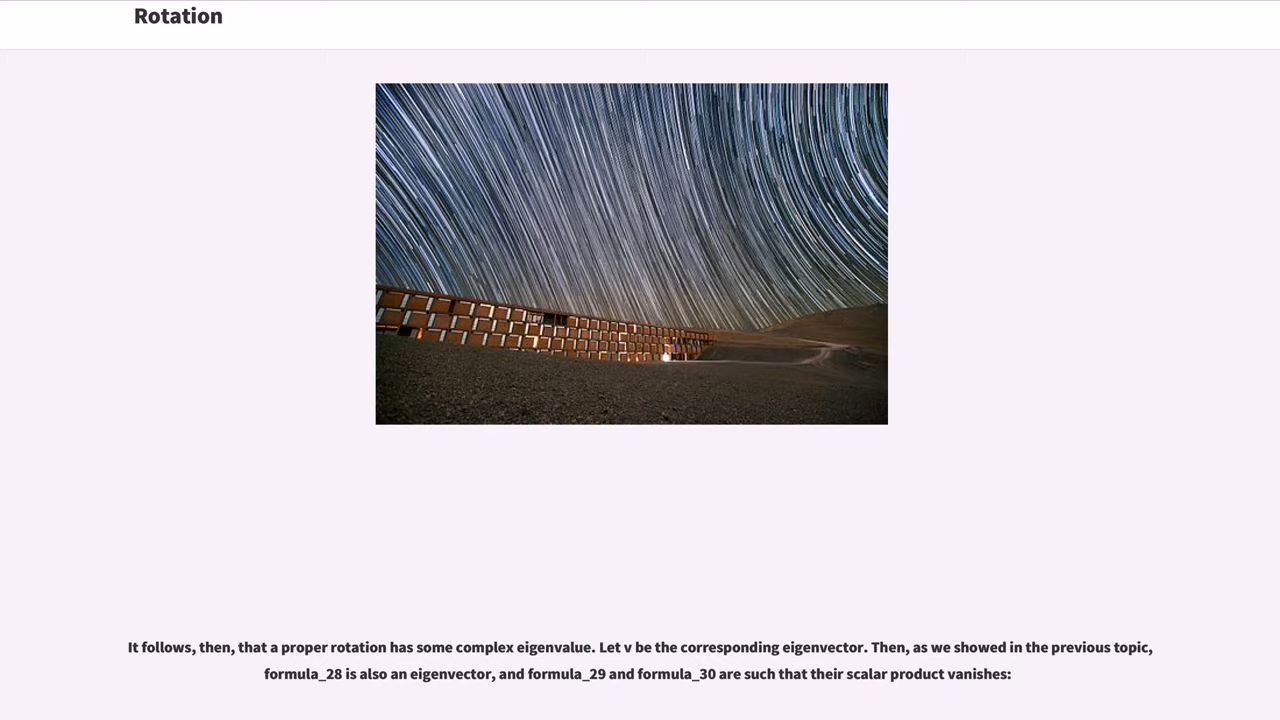 Rotation
It follows, then, that a proper rotation has some complex eigenvalue. Let v be the corresponding eigenvector. Then, as we showed in the previous topic,
formula_28 is also an eigenvector, and formula_29 and formula_30 are such that their scalar product vanishes: